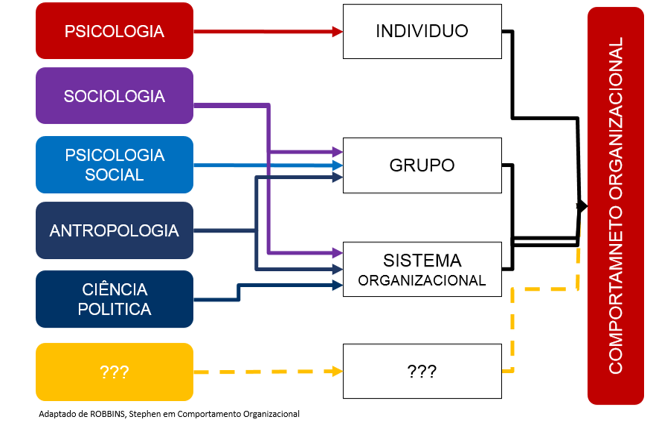 PSICOLOGIA
INDIVIDUO
SOCIOLOGIA
PSICOLOGIA
SOCIAL
GRUPO
ANTROPOLOGIA
SISTEMA
ORGANIZACIONAL
CIÊNCIA
POLITICA
???
???
COMPORTAMNETO ORGANIZACIONAL
Adaptado de ROBBINS, Stephen em Comportamento Organizacional